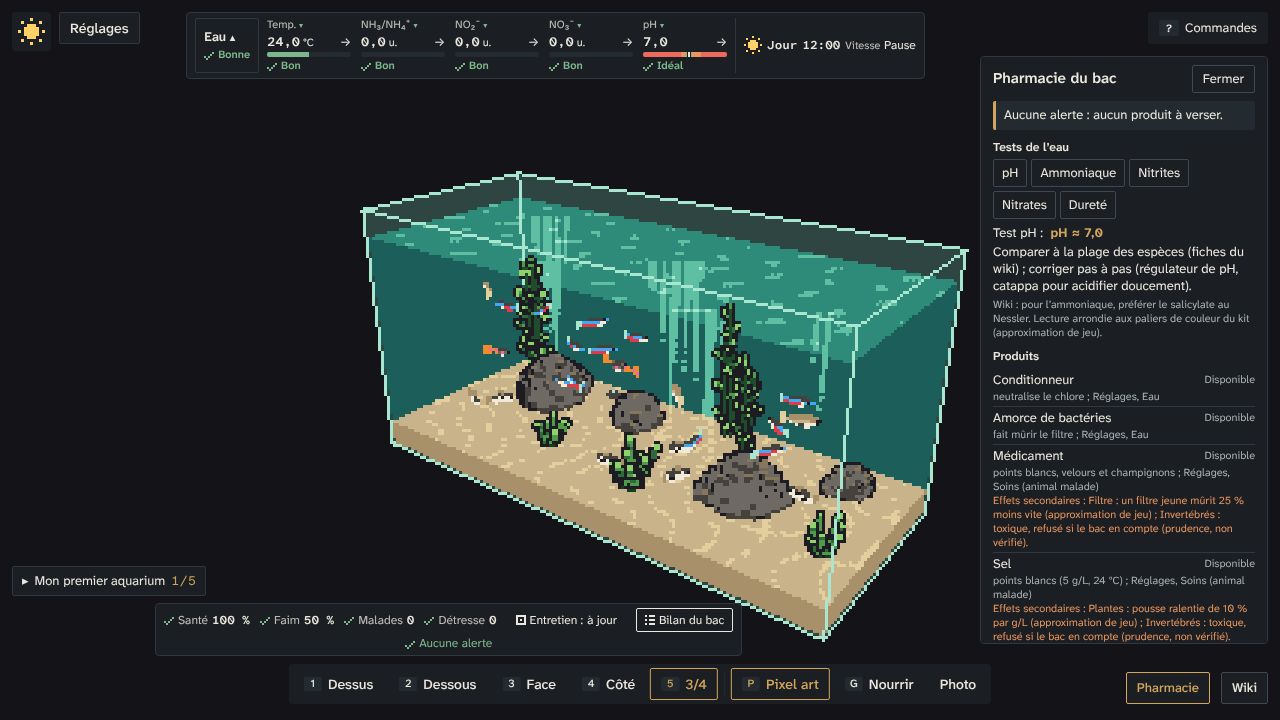 Réglages
Eau ▴
Bonne
Temp. ▾
24,0 °C →
Bon
NH₃/NH₄⁺ ▾
0,0 u. →
Bon
NO₂⁻ ▾
0,0 u. →
Bon
NO₃⁻ ▾
0,0 u. →
Bon
pH ▾
7,0 →
Idéal
Jour 12:00 Vitesse Pause
? Commandes
Pharmacie du bac
Fermer
Aucune alerte : aucun produit à verser.
Tests de l'eau
pH Ammoniaque Nitrites
Nitrates Dureté
Test pH : pH ≈ 7,0
Comparer à la plage des espèces (fiches du
wiki) ; corriger pas à pas (régulateur de pH,
catappa pour acidifier doucement).
Wiki : pour l'ammoniaque, préférer le salicylate au
Nessler. Lecture arrondie aux paliers de couleur du kit
(approximation de jeu).
Produits
Conditionneur Disponible
neutralise le chlore ; Réglages, Eau
Amorce de bactéries Disponible
fait mûrir le filtre ; Réglages, Eau
Médicament Disponible
points blancs, velours et champignons ; Réglages,
Soins (animal malade)
Effets secondaires : Filtre : un filtre jeune mûrit 25 %
moins vite (approximation de jeu) ; Invertébrés :
toxique, refusé si le bac en compte (prudence, non
vérifié).
Sel Disponible
points blancs (5 g/L, 24 °C) ; Réglages, Soins (animal
malade)
Effets secondaires : Plantes : pousse ralentie de 10 %
par g/L (approximation de jeu) ; Invertébrés : toxique,
refusé si le bac en compte (prudence, non vérifié).
▸ Mon premier aquarium 1/5
Santé 100 % Faim 50 % Malades 0 Détresse 0 Entretien : à jour Bilan du bac
Aucune alerte
1 Dessus 2 Dessous 3 Face 4 Côté 5 3/4 P Pixel art G Nourrir Photo
Pharmacie Wiki